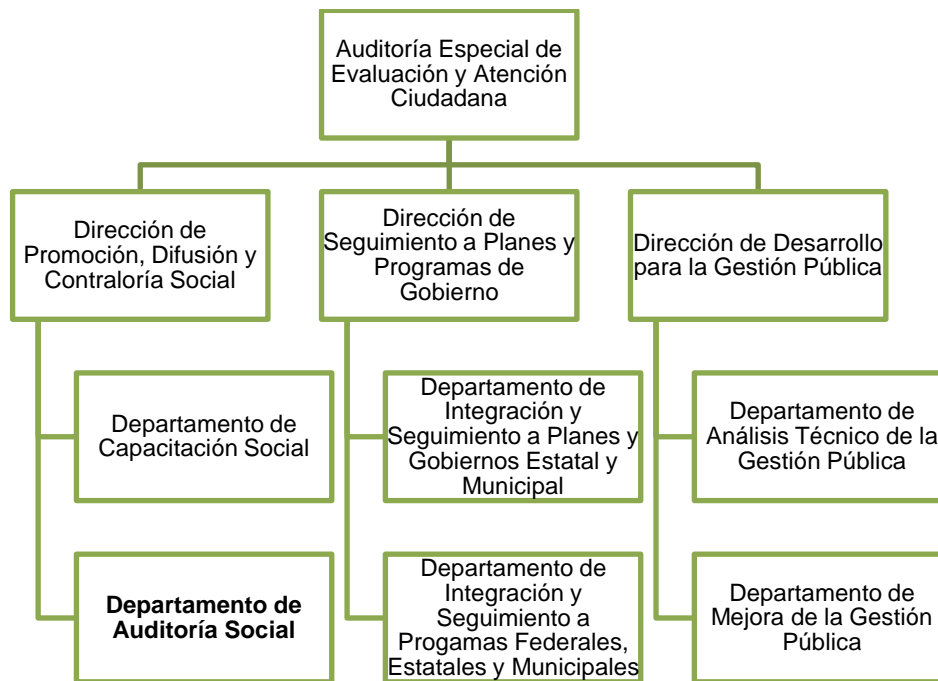 Auditoría Especial de
Evaluación y Atención
Ciudadana
Dirección de
Promoción, Difusión y
Contraloría Social
Dirección de
Seguimiento a Planes y
Programas de
Gobierno
Dirección de Desarrollo
para la Gestión Pública
Departamento de
Capacitación Social
Departamento de
Integración y
Seguimiento a Planes y
Gobiernos Estatal y
Municipal
Departamento de
Análisis Técnico de la
Gestión Pública
Departamento de
Auditoría Social
Departamento de
Integración y
Seguimiento a
Progamas Federales,
Estatales y Municipales
Departamento de
Mejora de la Gestión
Pública